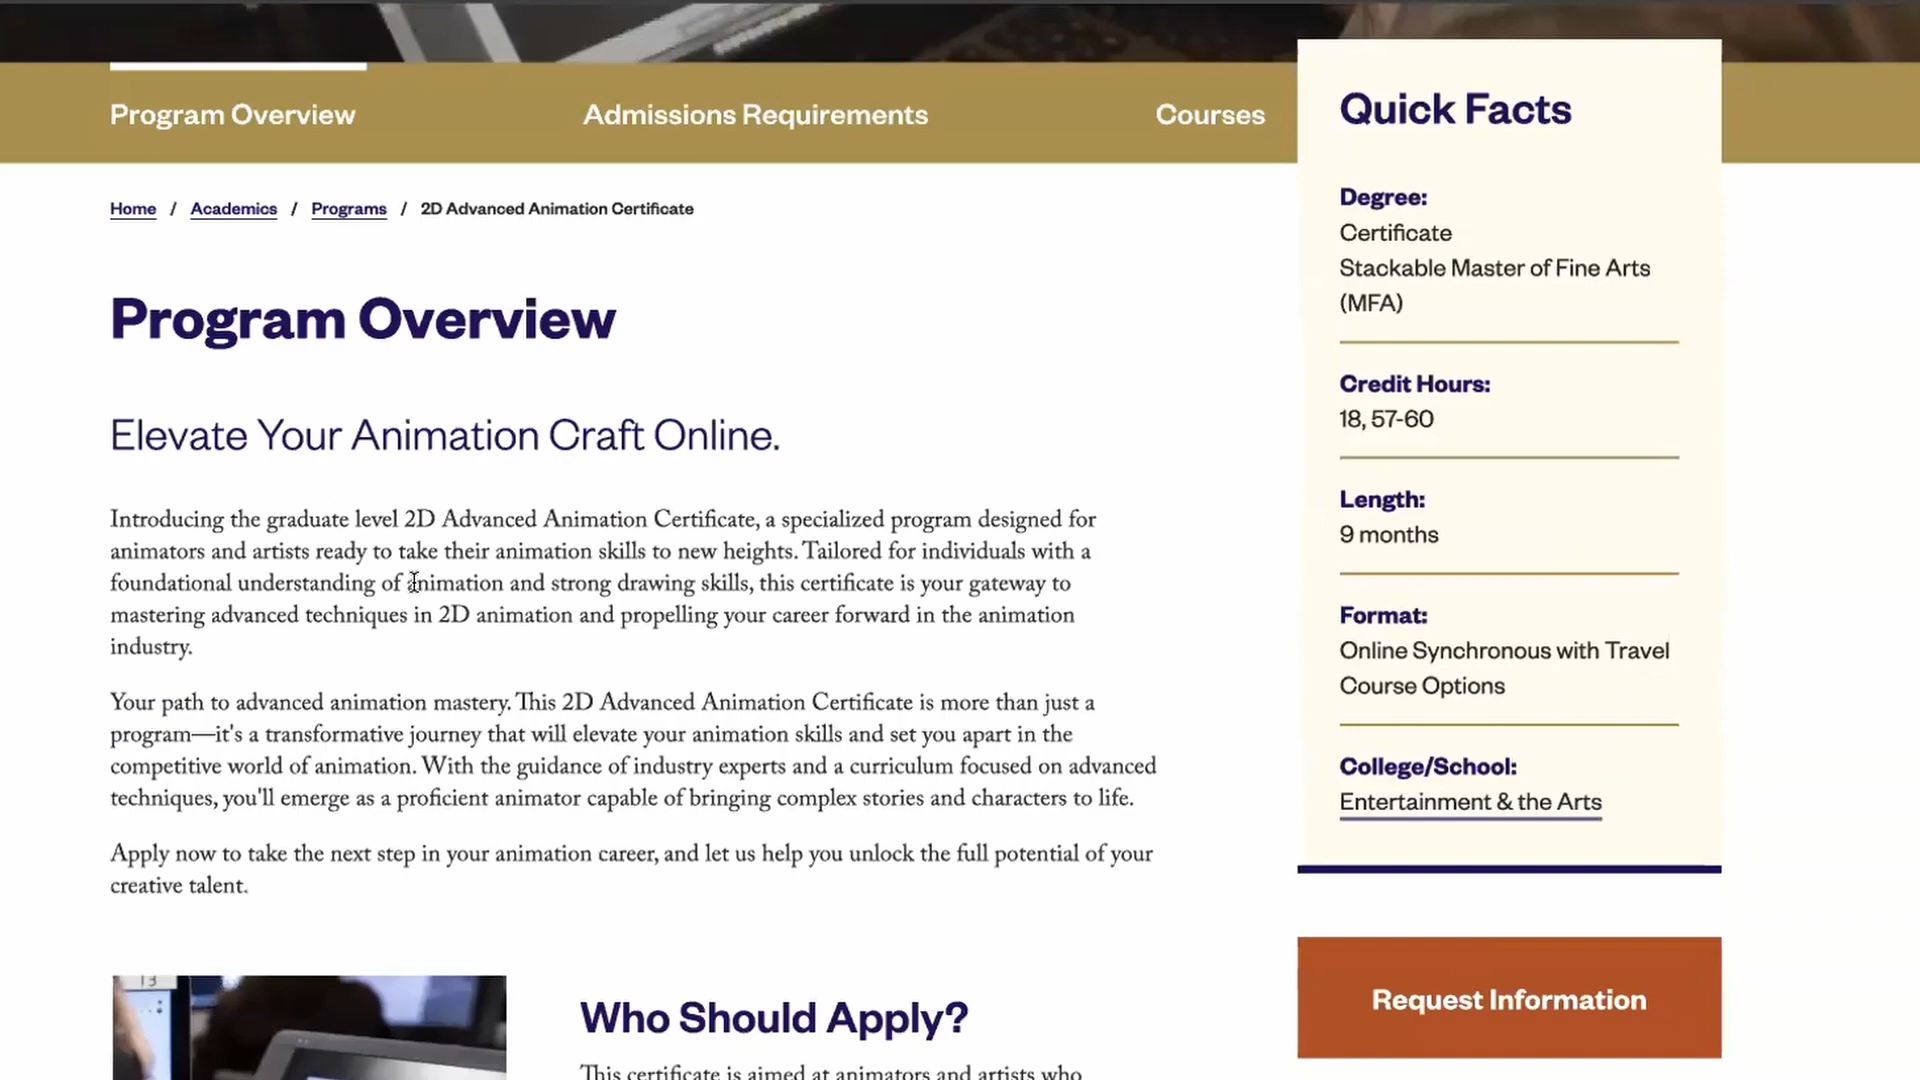 Program Overview
Admissions Requirements
Courses
Home / Academics / Programs / 2D Advanced Animation Certificate
Program Overview
Elevate Your Animation Craft Online.
Introducing the graduate level 2D Advanced Animation Certificate, a specialized program designed for
animators and artists ready to take their animation skills to new heights. Tailored for individuals with a
foundational understanding of animation and strong drawing skills, this certificate is your gateway to
mastering advanced techniques in 2D animation and propelling your career forward in the animation
industry.
Your path to advanced animation mastery. This 2D Advanced Animation Certificate is more than just a
program—it's a transformative journey that will elevate your animation skills and set you apart in the
competitive world of animation. With the guidance of industry experts and a curriculum focused on advanced
techniques, you'll emerge as a proficient animator capable of bringing complex stories and characters to life.
Apply now to take the next step in your animation career, and let us help you unlock the full potential of your
creative talent.
13
Who Should Apply?
This certificate is aimed at animators and artists who
Quick Facts
Degree:
Certificate
Stackable Master of Fine Arts
(MFA)
Credit Hours:
18, 57-60
Length:
9 months
Format:
Online Synchronous with Travel
Course Options
College/School:
Entertainment & the Arts
Request Information